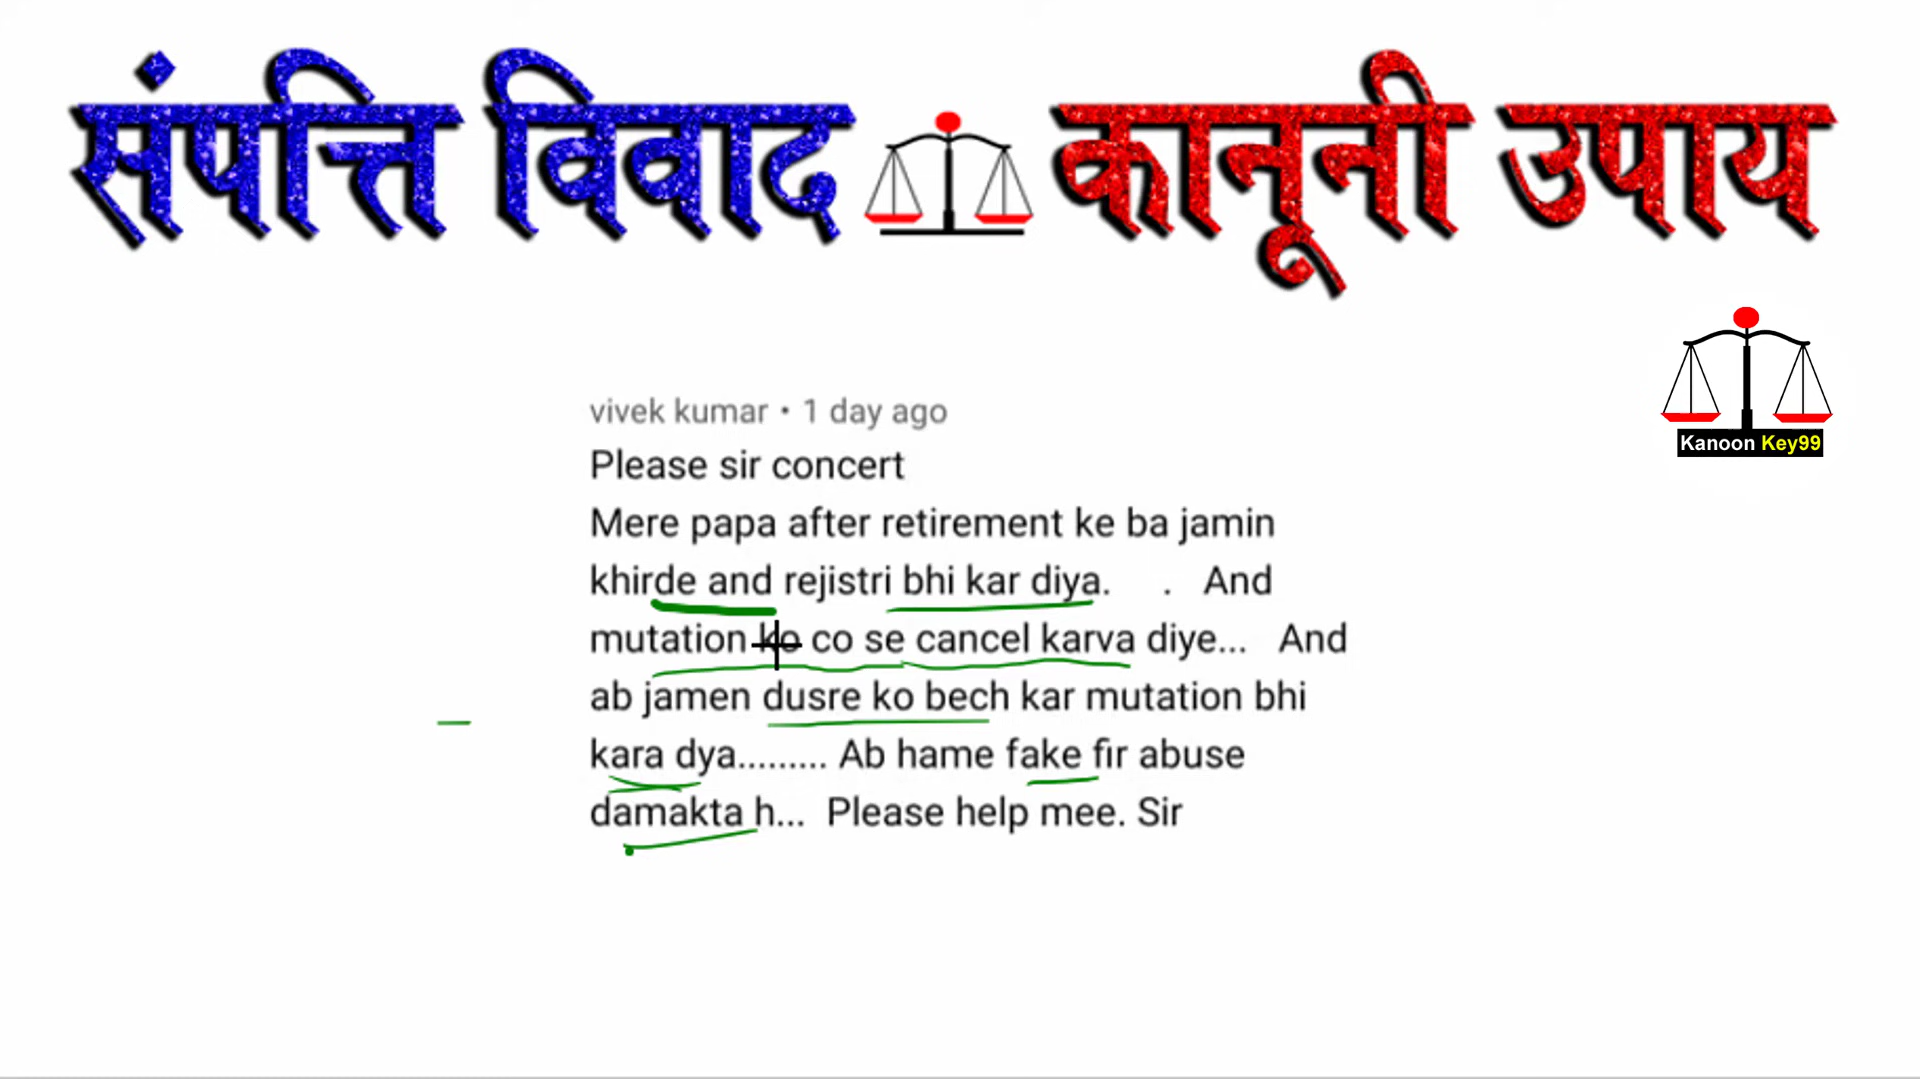 संपत्ति विवाद कानूनी उपाय
Kanoon Key99
vivek kumar • 1 day ago
Please sir concert
Mere papa after retirement ke ba jamin
khirde and rejistri bhi kar diya.    .   And
mutation ko co se cancel karva diye...   And
ab jamen dusre ko bech kar mutation bhi
kara dya......... Ab hame fake fir abuse
damakta h...  Please help mee. Sir